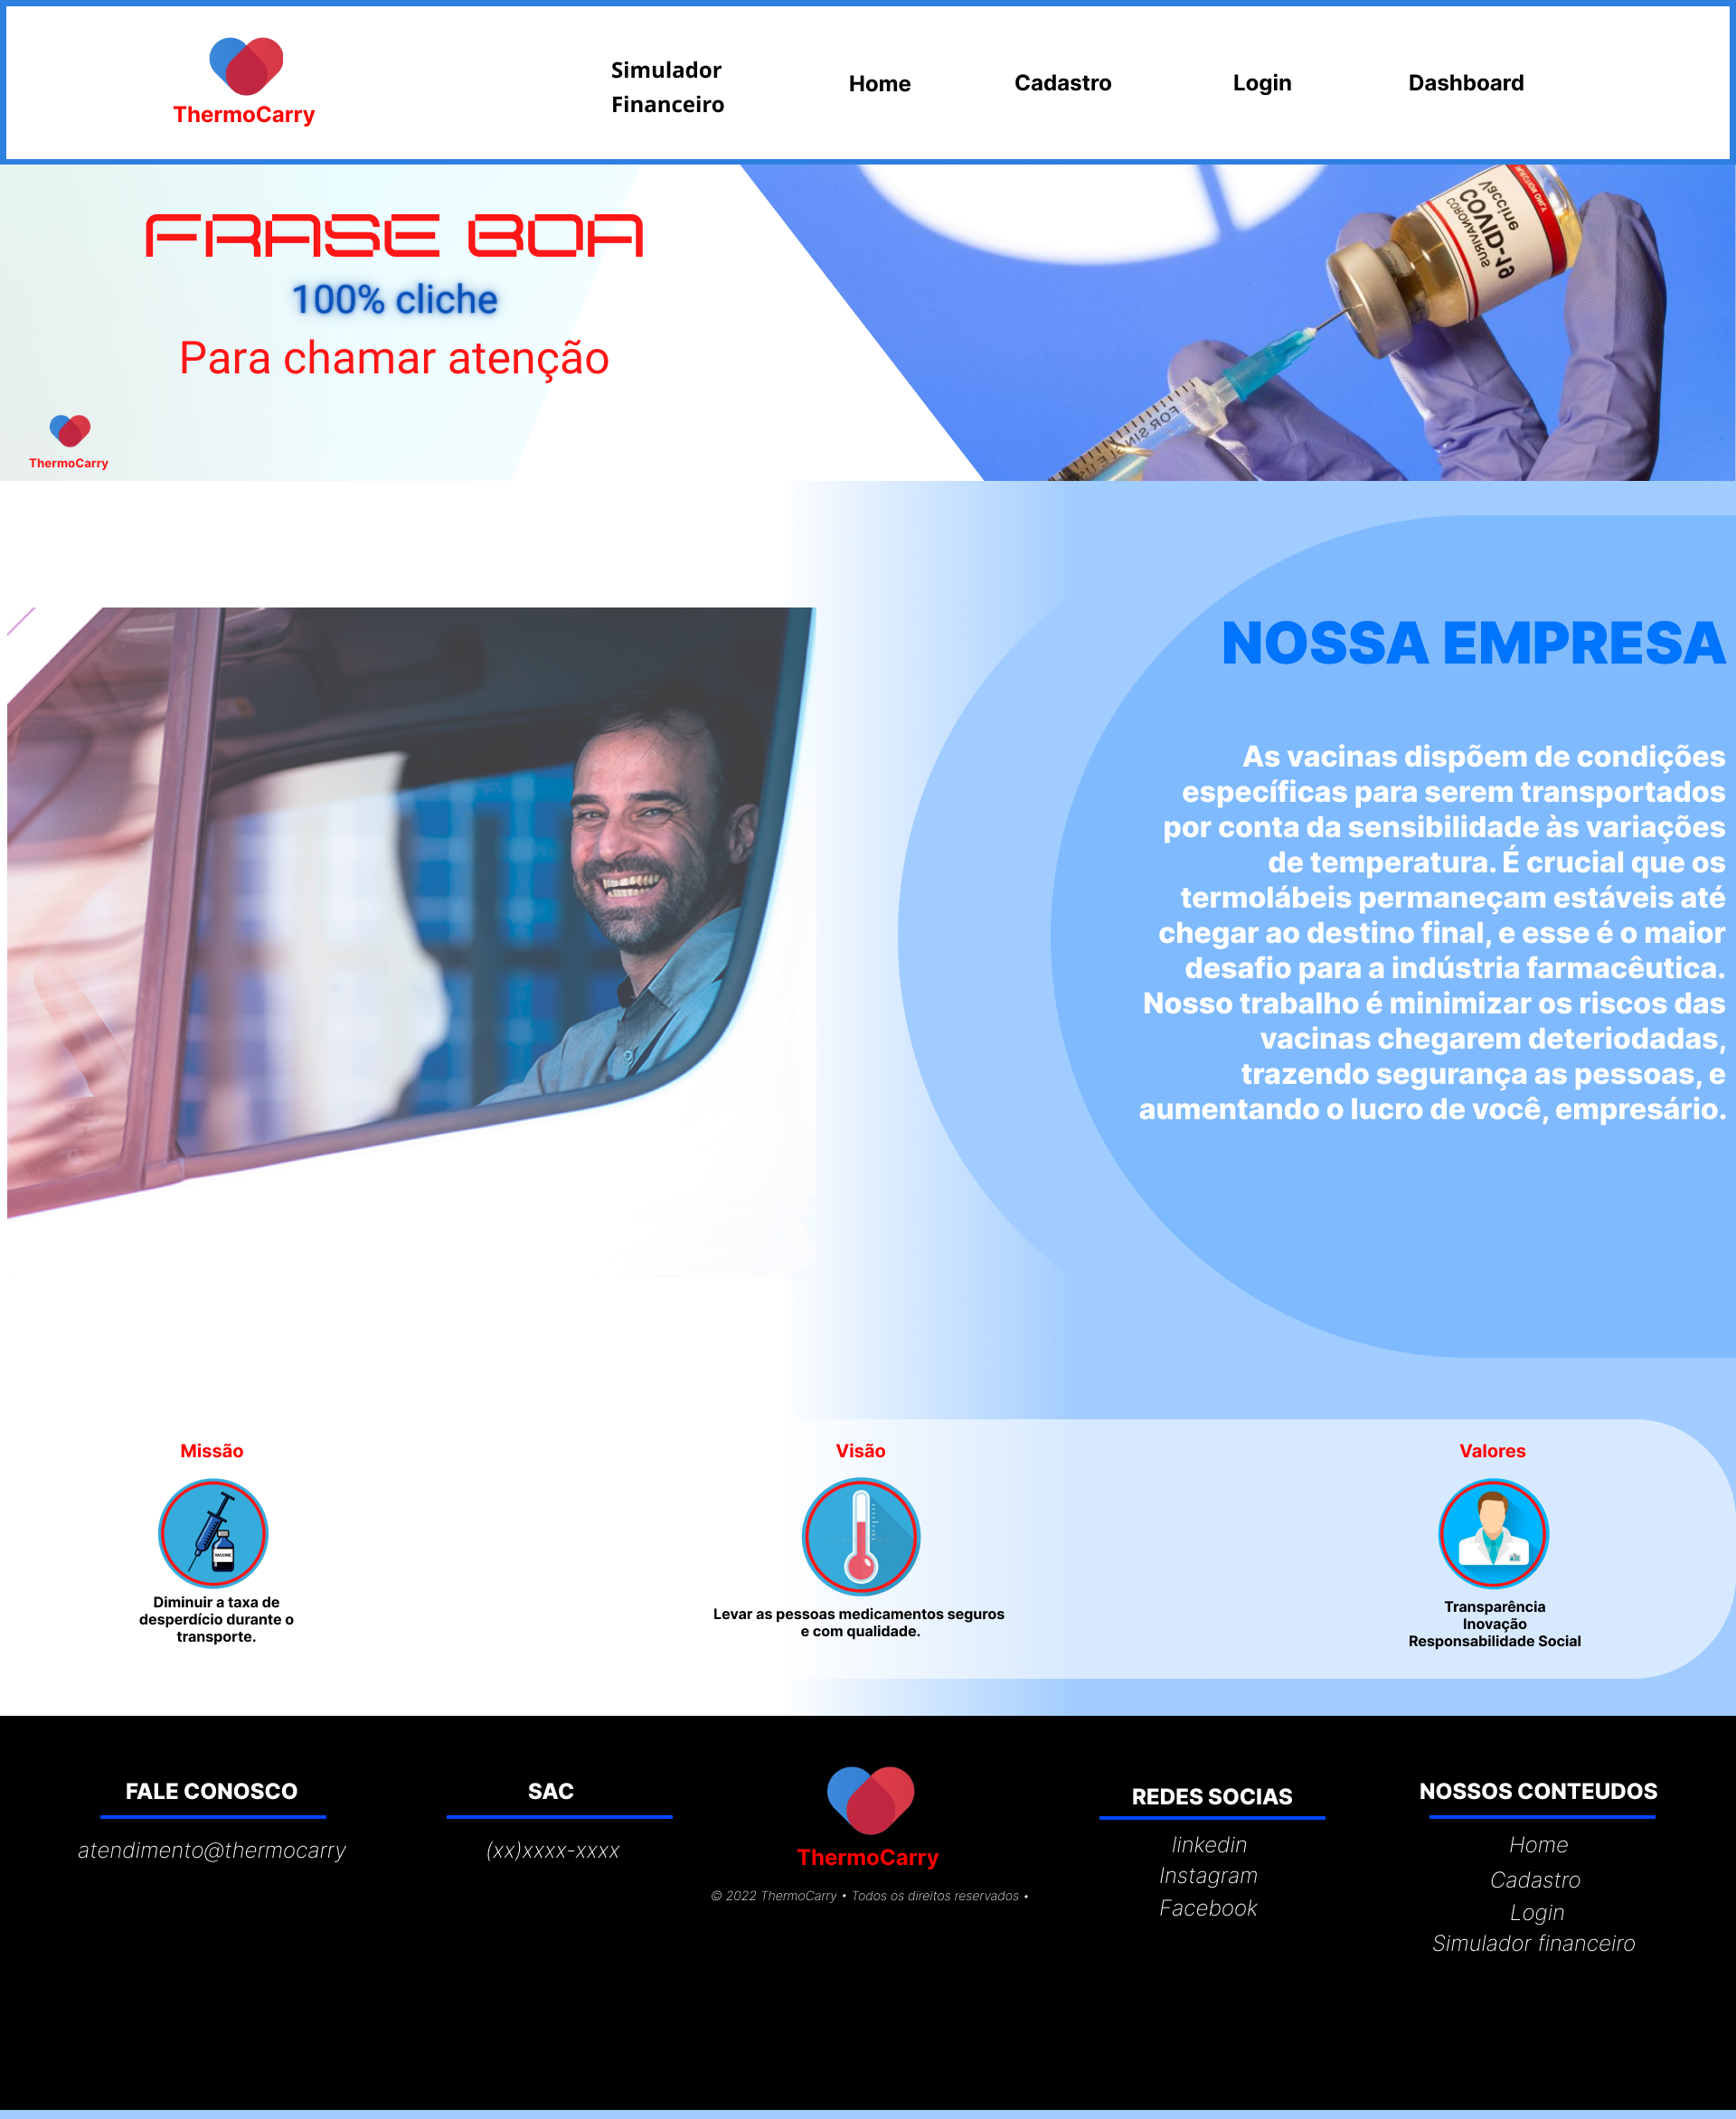 ThermoCarry
Simulador
Financeiro
Home
Cadastro
Login
Dashboard
FRASE BOA
100% cliche
Para chamar atenção
ThermoCarry
Vaccine
COVID-19
CORONAVIRUS
NOSSA EMPRESA
As vacinas dispõem de condições
específicas para serem transportados
por conta da sensibilidade às variações
de temperatura. É crucial que os
termolábeis permaneçam estáveis até
chegar ao destino final, e esse é o maior
desafio para a indústria farmacêutica.
Nosso trabalho é minimizar os riscos das
vacinas chegarem deteriodadas,
trazendo segurança as pessoas, e
aumentando o lucro de você, empresário.
Missão
VACCINE
Diminuir a taxa de
desperdício durante o
transporte.
Visão
Levar as pessoas medicamentos seguros
e com qualidade.
Valores
Transparência
Inovação
Responsabilidade Social
FALE CONOSCO
atendimento@thermocarry
SAC
(xx)xxxx-xxxx
ThermoCarry
© 2022 ThermoCarry • Todos os direitos reservados •
REDES SOCIAS
linkedin
Instagram
Facebook
NOSSOS CONTEUDOS
Home
Cadastro
Login
Simulador financeiro